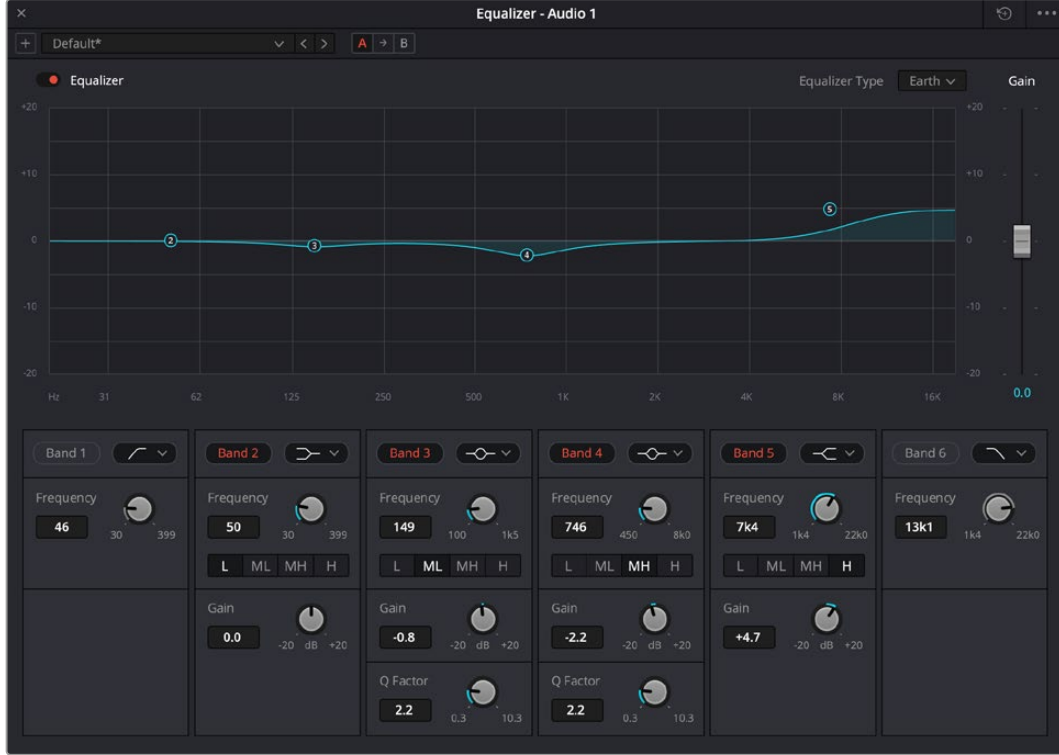 Equalizer - Audio 1
Default*
A B
Equalizer
Equalizer Type Earth Gain
+20 +20
+10 +10
0 0
-10 -10
-20 -20
2 3 4 5
Hz 31 62 125 250 500 1K 2K 4K 8K 16K
0.0
Band 1 Band 2 Band 3 Band 4 Band 5 Band 6
Frequency Frequency Frequency Frequency Frequency Frequency
46 50 149 746 7k4 13k1
30 399 30 399 100 1k5 450 8k0 1k4 22k0 1k4 22k0
L ML MH H L ML MH H L ML MH H L ML MH H
Gain Gain Gain Gain
0.0 -0.8 -2.2 +4.7
-20 dB +20 -20 dB +20 -20 dB +20 -20 dB +20
Q Factor Q Factor
2.2 2.2
0.3 10.3 0.3 10.3